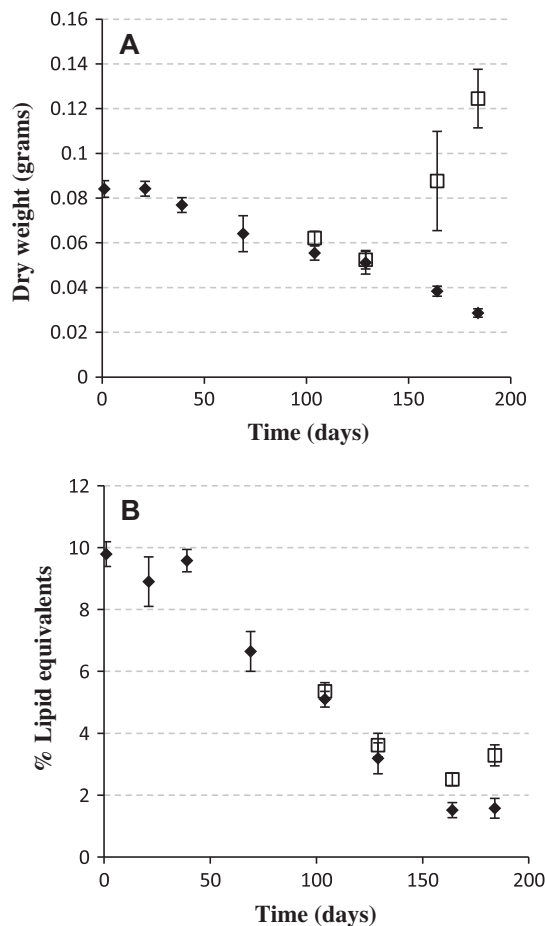 0.16
A
0.14
0.12
0.1
0.08
0.06
0.04
0.02
0
0 50 100 150 200
Dry weight (grams)
Time (days)
12
B
10
8
6
4
2
0
0 50 100 150 200
% Lipid equivalents
Time (days)